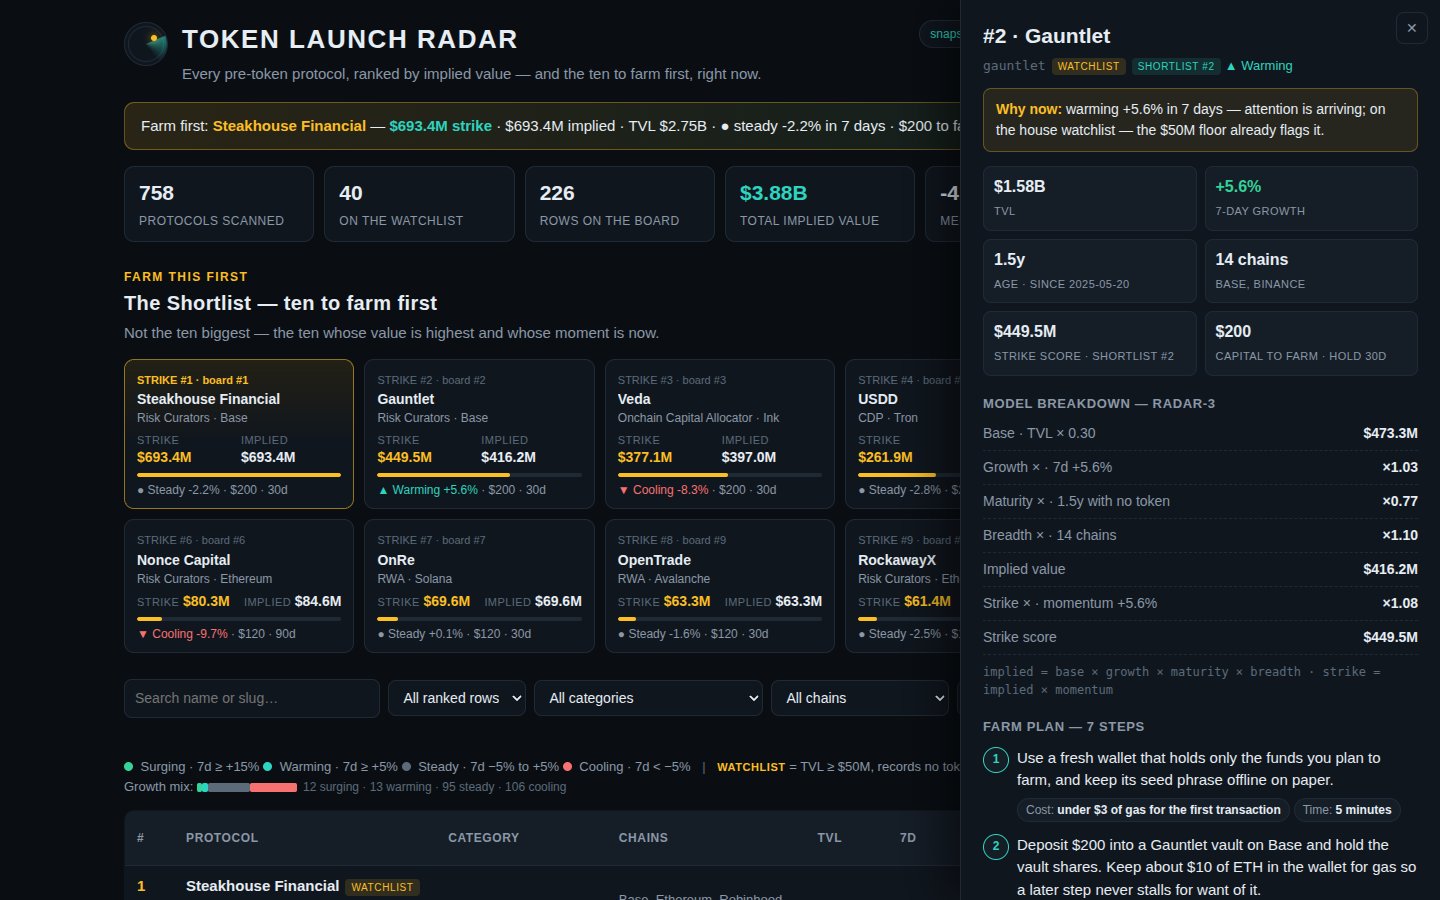 TOKEN LAUNCH RADAR
Every pre-token protocol, ranked by implied value — and the ten to farm first, right now.
Farm first: Steakhouse Financial — $693.4M strike · $693.4M implied · TVL $2.75B · ● steady -2.2% in 7 days · $200 to
758
PROTOCOLS SCANNED
40
ON THE WATCHLIST
226
ROWS ON THE BOARD
$3.88B
TOTAL IMPLIED VALUE
FARM THIS FIRST
The Shortlist — ten to farm first
Not the ten biggest — the ten whose value is highest and whose moment is now.
STRIKE #1 · board #1
Steakhouse Financial
Risk Curators · Base
STRIKE IMPLIED
$693.4M $693.4M
● Steady -2.2% · $200 · 30d
STRIKE #2 · board #2
Gauntlet
Risk Curators · Base
STRIKE IMPLIED
$449.5M $416.2M
▲ Warming +5.6% · $200 · 30d
STRIKE #3 · board #3
Veda
Onchain Capital Allocator · Ink
STRIKE IMPLIED
$377.1M $397.0M
▼ Cooling -8.3% · $200 · 30d
STRIKE #4 · board
USDD
CDP · Tron
STRIKE
$261.9M
● Steady -2.8%
STRIKE #6 · board #6
Nonce Capital
Risk Curators · Ethereum
STRIKE $80.3M IMPLIED $84.6M
▼ Cooling -9.7% · $120 · 90d
STRIKE #7 · board #7
OnRe
RWA · Solana
STRIKE $69.6M IMPLIED $69.6M
● Steady +0.1% · $120 · 30d
STRIKE #8 · board #9
OpenTrade
RWA · Avalanche
STRIKE $63.3M IMPLIED $63.3M
● Steady -1.6% · $120 · 30d
STRIKE #9 · board
RockawayX
Risk Curators
STRIKE $61.4M
● Steady -2.5%
Search name or slug…
All ranked rows
All categories
All chains
Surging · 7d ≥ +15% Warming · 7d ≥ +5% Steady · 7d −5% to +5% Cooling · 7d < −5% | WATCHLIST = TVL ≥ $50M, records no
Growth mix: 12 surging · 13 warming · 95 steady · 106 cooling
# PROTOCOL CATEGORY CHAINS TVL 7D
1 Steakhouse Financial WATCHLIST
Base, Ethereum, Robinhood
#2 · Gauntlet
✕
gauntlet WATCHLIST SHORTLIST #2 ▲ Warming
Why now: warming +5.6% in 7 days — attention is arriving; on
the house watchlist — the $50M floor already flags it.
$1.58B
TVL
+5.6%
7-DAY GROWTH
1.5y
AGE · SINCE 2025-05-20
14 chains
BASE, BINANCE
$449.5M
STRIKE SCORE · SHORTLIST #2
$200
CAPITAL TO FARM · HOLD 30D
MODEL BREAKDOWN — RADAR-3
Base · TVL × 0.30 $473.3M
Growth × · 7d +5.6% ×1.03
Maturity × · 1.5y with no token ×0.77
Breadth × · 14 chains ×1.10
Implied value $416.2M
Strike × · momentum +5.6% ×1.08
Strike score $449.5M
implied = base × growth × maturity × breadth · strike =
implied × momentum
FARM PLAN — 7 STEPS
1 Use a fresh wallet that holds only the funds you plan to
farm, and keep its seed phrase offline on paper.
Cost: under $3 of gas for the first transaction Time: 5 minutes
2 Deposit $200 into a Gauntlet vault on Base and hold the
vault shares. Keep about $10 of ETH in the wallet for gas so
a later step never stalls for want of it.